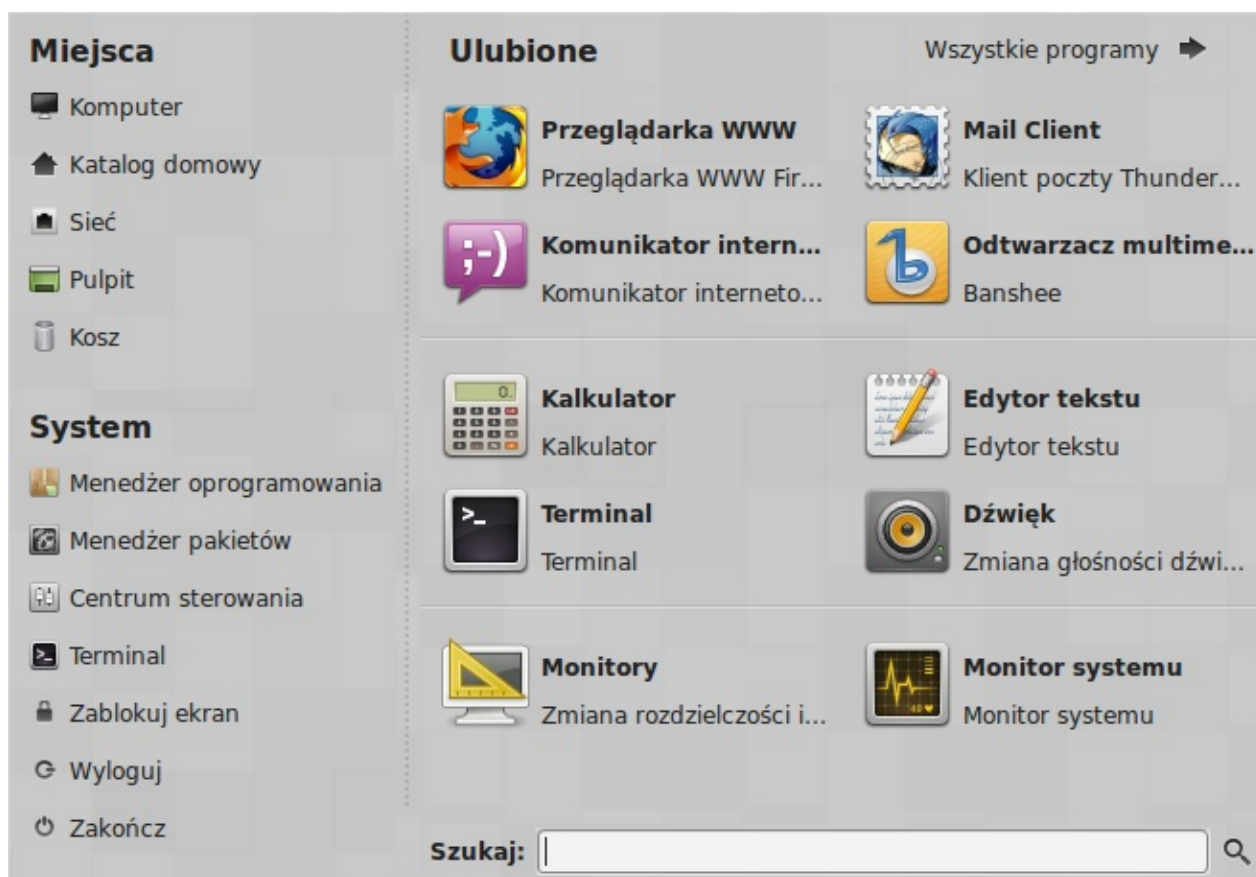 Miejsca
Komputer
Katalog domowy
Sieć
Pulpit
Kosz
System
Menedżer oprogramowania
Menedżer pakietów
Centrum sterowania
Terminal
Zablokuj ekran
Wyloguj
Zakończ
Ulubione
Wszystkie programy
Przeglądarka WWW
Przeglądarka WWW Fir...
Mail Client
Klient poczty Thunder...
;-)
Komunikator intern...
Komunikator interneto...
Odtwarzacz multime...
Banshee
Kalkulator
Kalkulator
Edytor tekstu
Edytor tekstu
>_
Terminal
Terminal
Dźwięk
Zmiana głośności dźwi...
Monitory
Zmiana rozdzielczości i...
Monitor systemu
Monitor systemu
Szukaj: